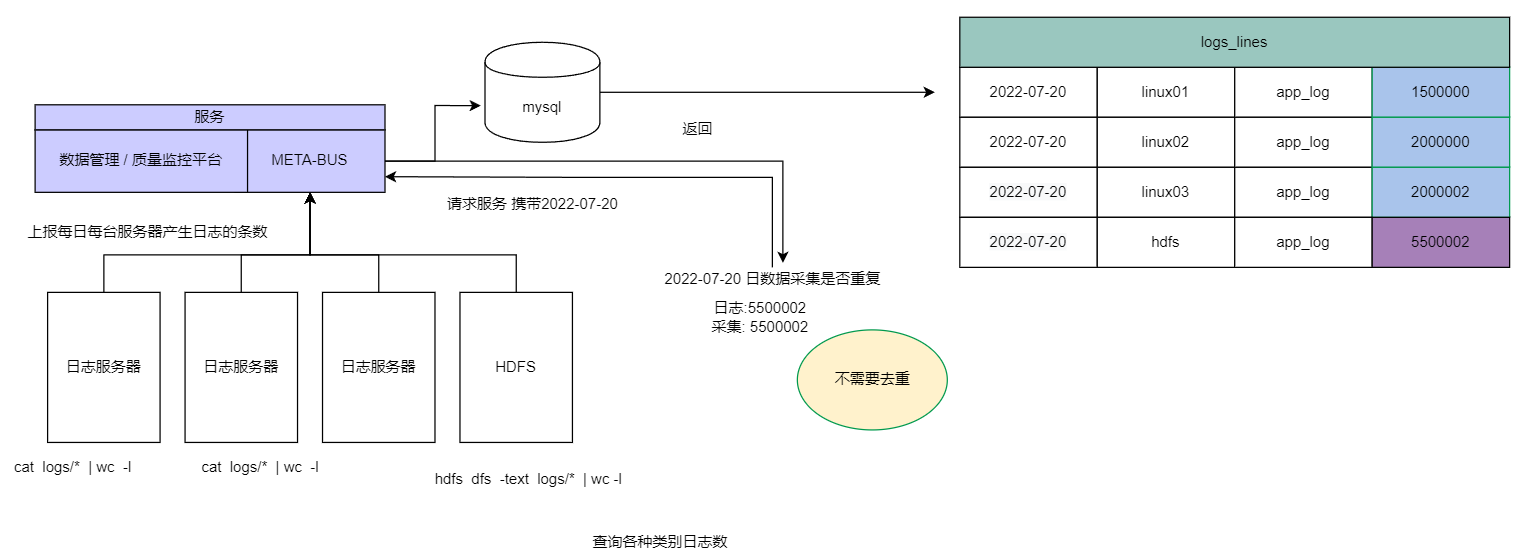 logs_lines
2022-07-20 linux01 app_log 1500000
2022-07-20 linux02 app_log 2000000
2022-07-20 linux03 app_log 2000002
2022-07-20 hdfs app_log 5500002
mysql
返回
服务
数据管理 / 质量监控平台
META-BUS
请求服务 携带2022-07-20
上报每日每台服务器产生日志的条数
2022-07-20 日数据采集是否重复
日志:5500002
采集: 5500002
不需要去重
日志服务器
日志服务器
日志服务器
HDFS
cat logs/* | wc -l
cat logs/* | wc -l
hdfs dfs -text logs/* | wc -l
查询各种类别日志数